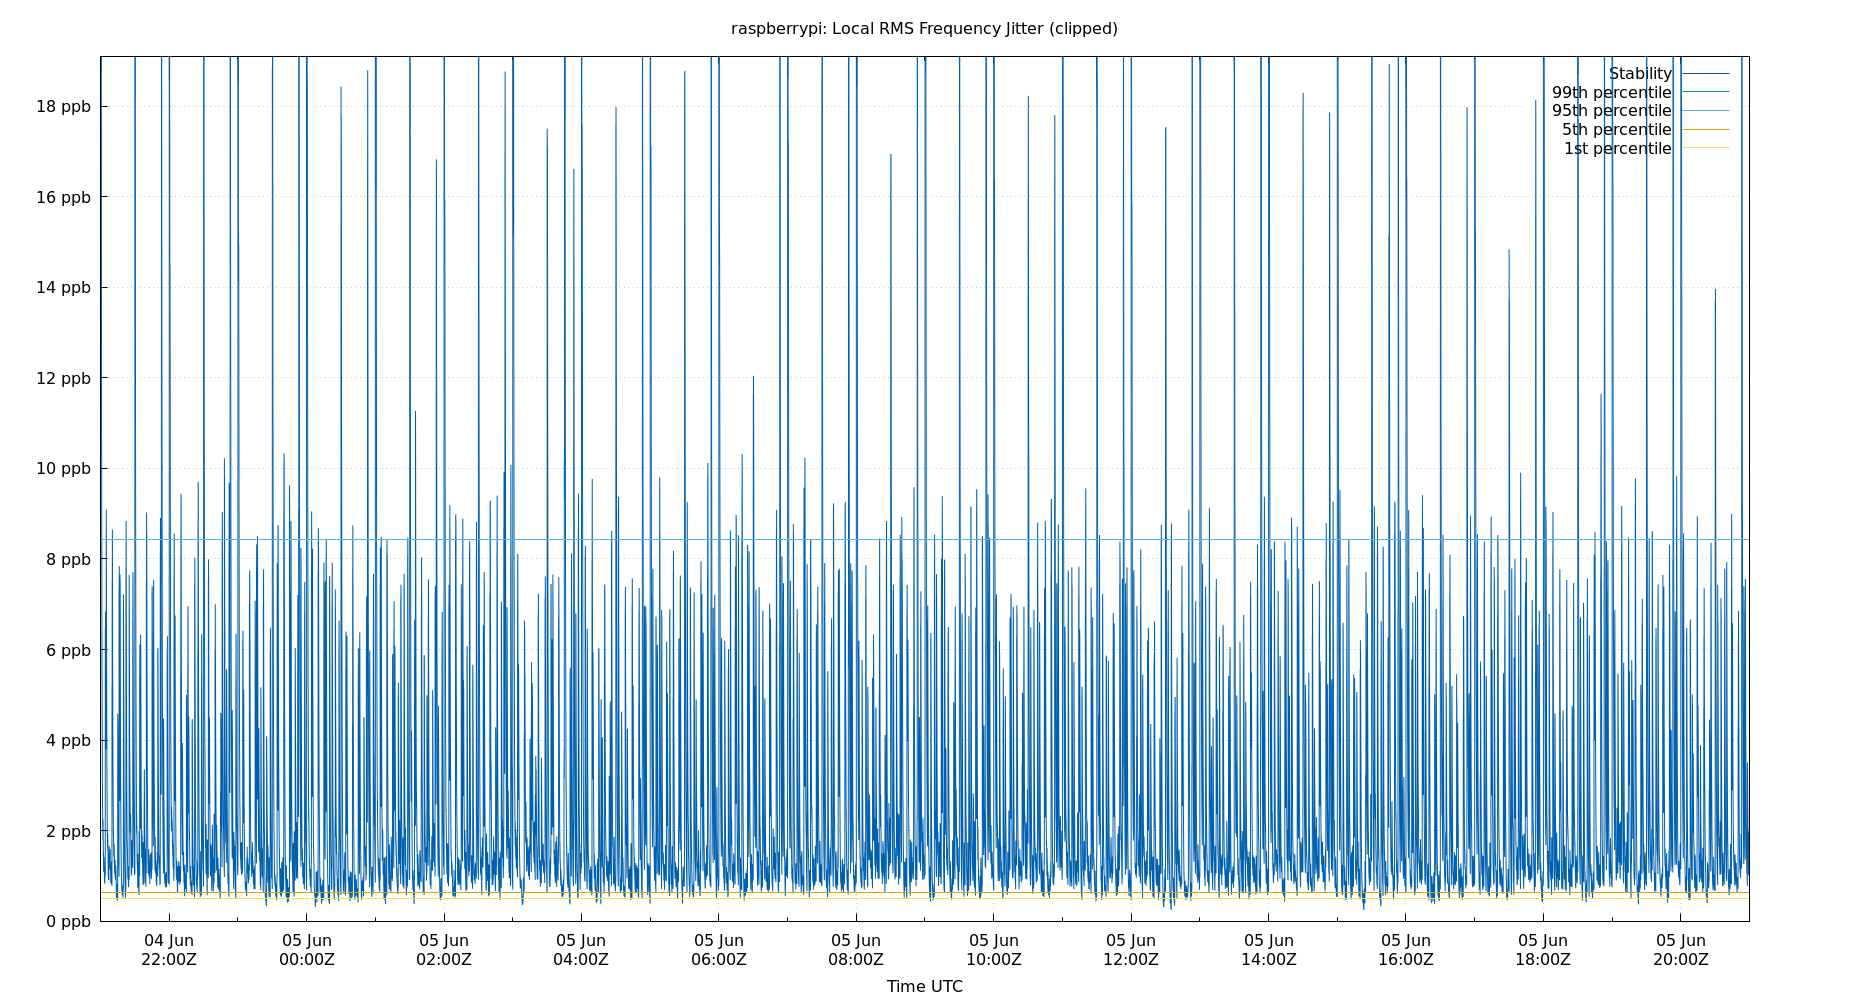 raspberrypi: Local RMS Frequency Jitter (clipped)
Stability
99th percentile
95th percentile
5th percentile
1st percentile
18 ppb
16 ppb
14 ppb
12 ppb
10 ppb
8 ppb
6 ppb
4 ppb
2 ppb
0 ppb
04 Jun 05 Jun 05 Jun 05 Jun 05 Jun 05 Jun 05 Jun 05 Jun 05 Jun 05 Jun 05 Jun 05 Jun
22:00Z 00:00Z 02:00Z 04:00Z 06:00Z 08:00Z 10:00Z 12:00Z 14:00Z 16:00Z 18:00Z 20:00Z
Time UTC